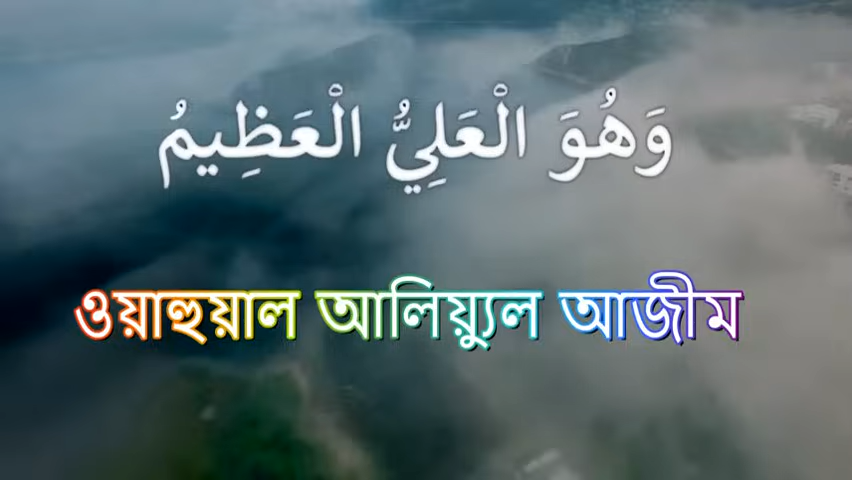 وَهُوَ الْعَلِيُّ الْعَظِيمُ
ওয়াহুয়াল আলিয়্যুল আজীম